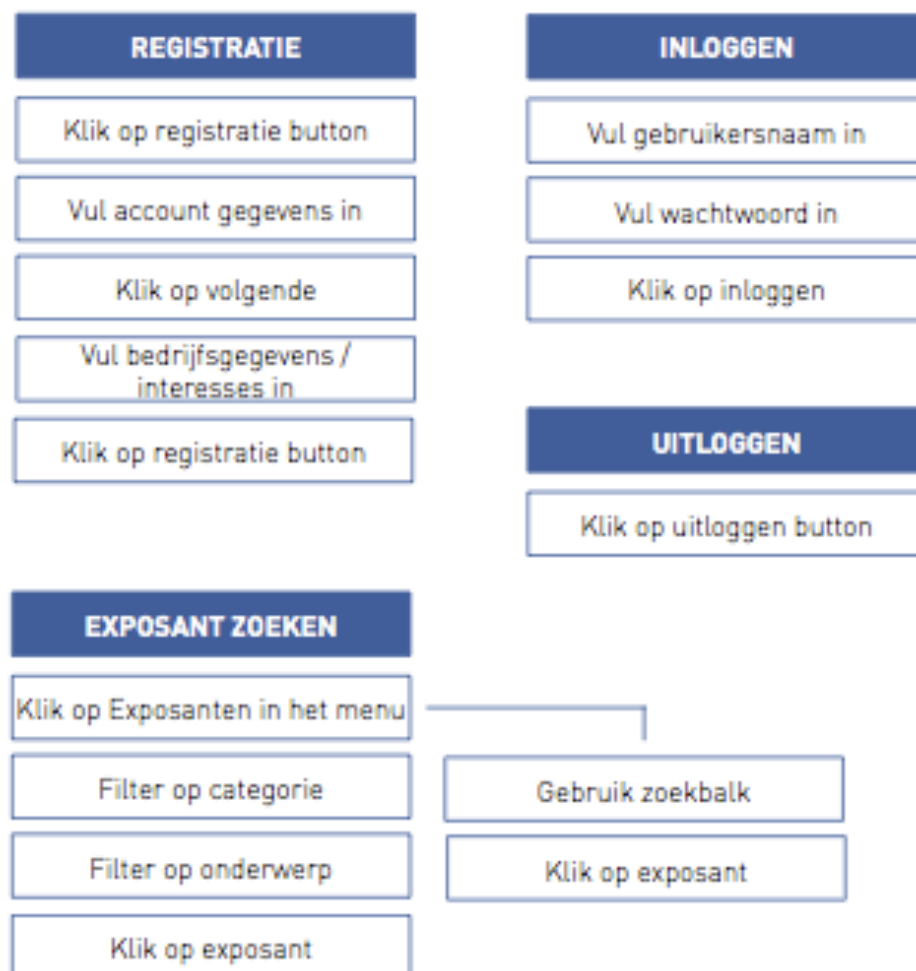 REGISTRATIE
Klik op registratie button
Vul account gegevens in
Klik op volgende
Vul bedrijfsgegevens /
interesses in
Klik op registratie button
INLOGGEN
Vul gebruikersnaam in
Vul wachtwoord in
Klik op inloggen
UITLOGGEN
Klik op uitloggen button
EXPOSANT ZOEKEN
Klik op Exposanten in het menu
Filter op categorie
Filter op onderwerp
Klik op exposant
Gebruik zoekbalk
Klik op exposant